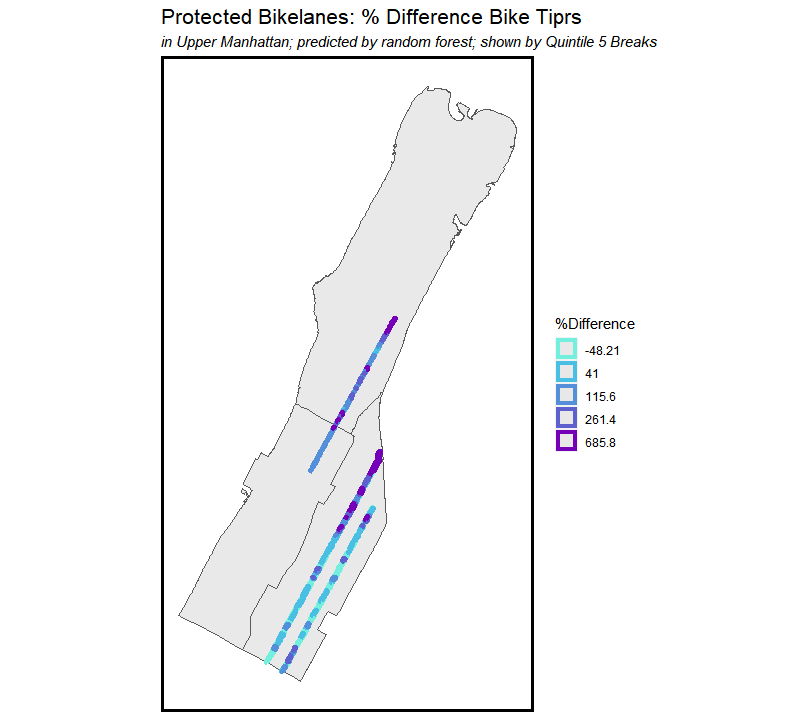 Protected Bikelanes: % Difference Bike Tiprs
in Upper Manhattan; predicted by random forest; shown by Quintile 5 Breaks
%Difference
-48.21
41
115.6
261.4
685.8